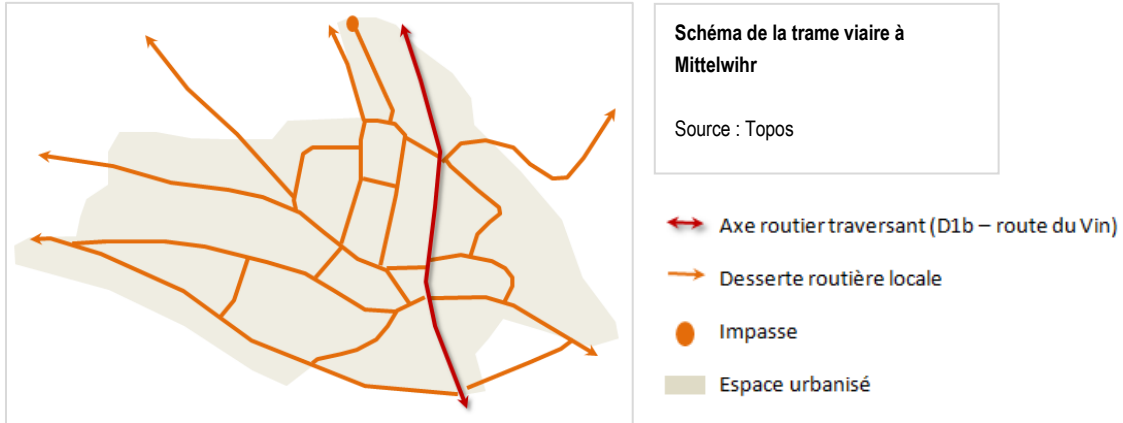 Schéma de la trame viaire à
Mittelwihr
Source : Topos
Axe routier traversant (D1b – route du Vin)
Desserte routière locale
Impasse
Espace urbanisé